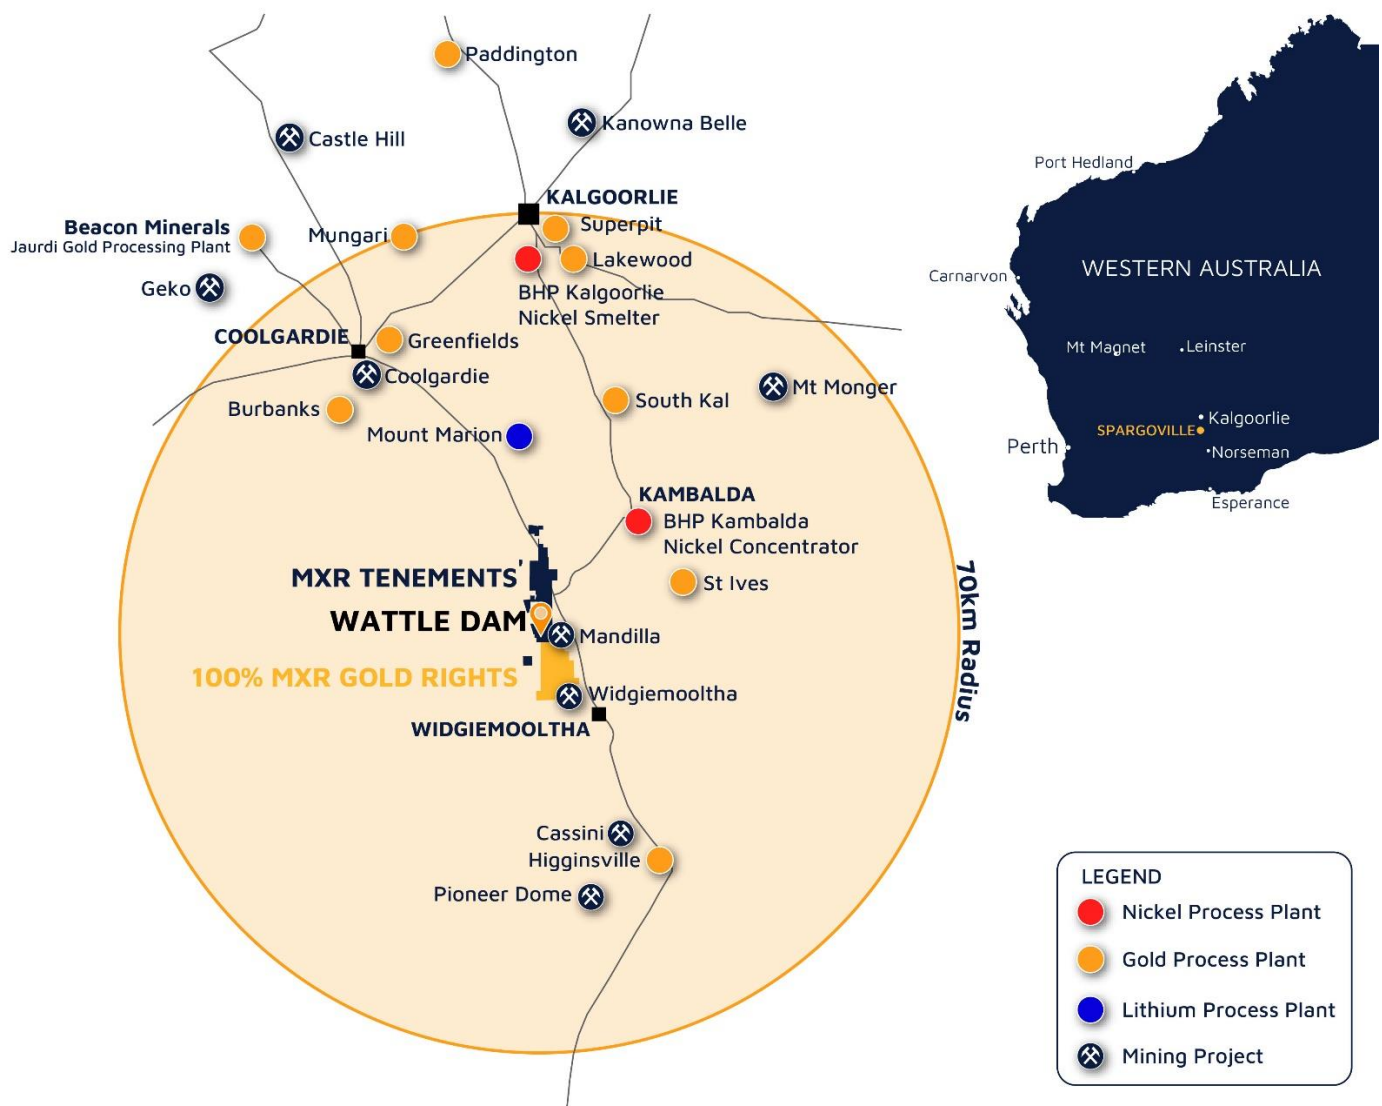 Paddington
Castle Hill
Kanowna Belle
KALGOORLIE
Superpit
Beacon Minerals
Jaurdi Gold Processing Plant
Mungari
Lakewood
Geko
BHP Kalgoorlie
Nickel Smelter
COOLGARDIE
Greenfields
Coolgardie
Mt Monger
Burbanks
South Kal
Mount Marion
KAMBALDA
BHP Kambalda
Nickel Concentrator
MXR TENEMENTS'
St Ives
WATTLE DAM
Mandilla
100% MXR GOLD RIGHTS
Widgiemooltha
WIDGIEMOOLTHA
70km Radius
Cassini
Higginsville
Pioneer Dome
Port Hedland
WESTERN AUSTRALIA
Carnarvon
Mt Magnet
Leinster
Kalgoorlie
SPARGOVILLE
Perth
Norseman
Esperance
LEGEND
Nickel Process Plant
Gold Process Plant
Lithium Process Plant
Mining Project